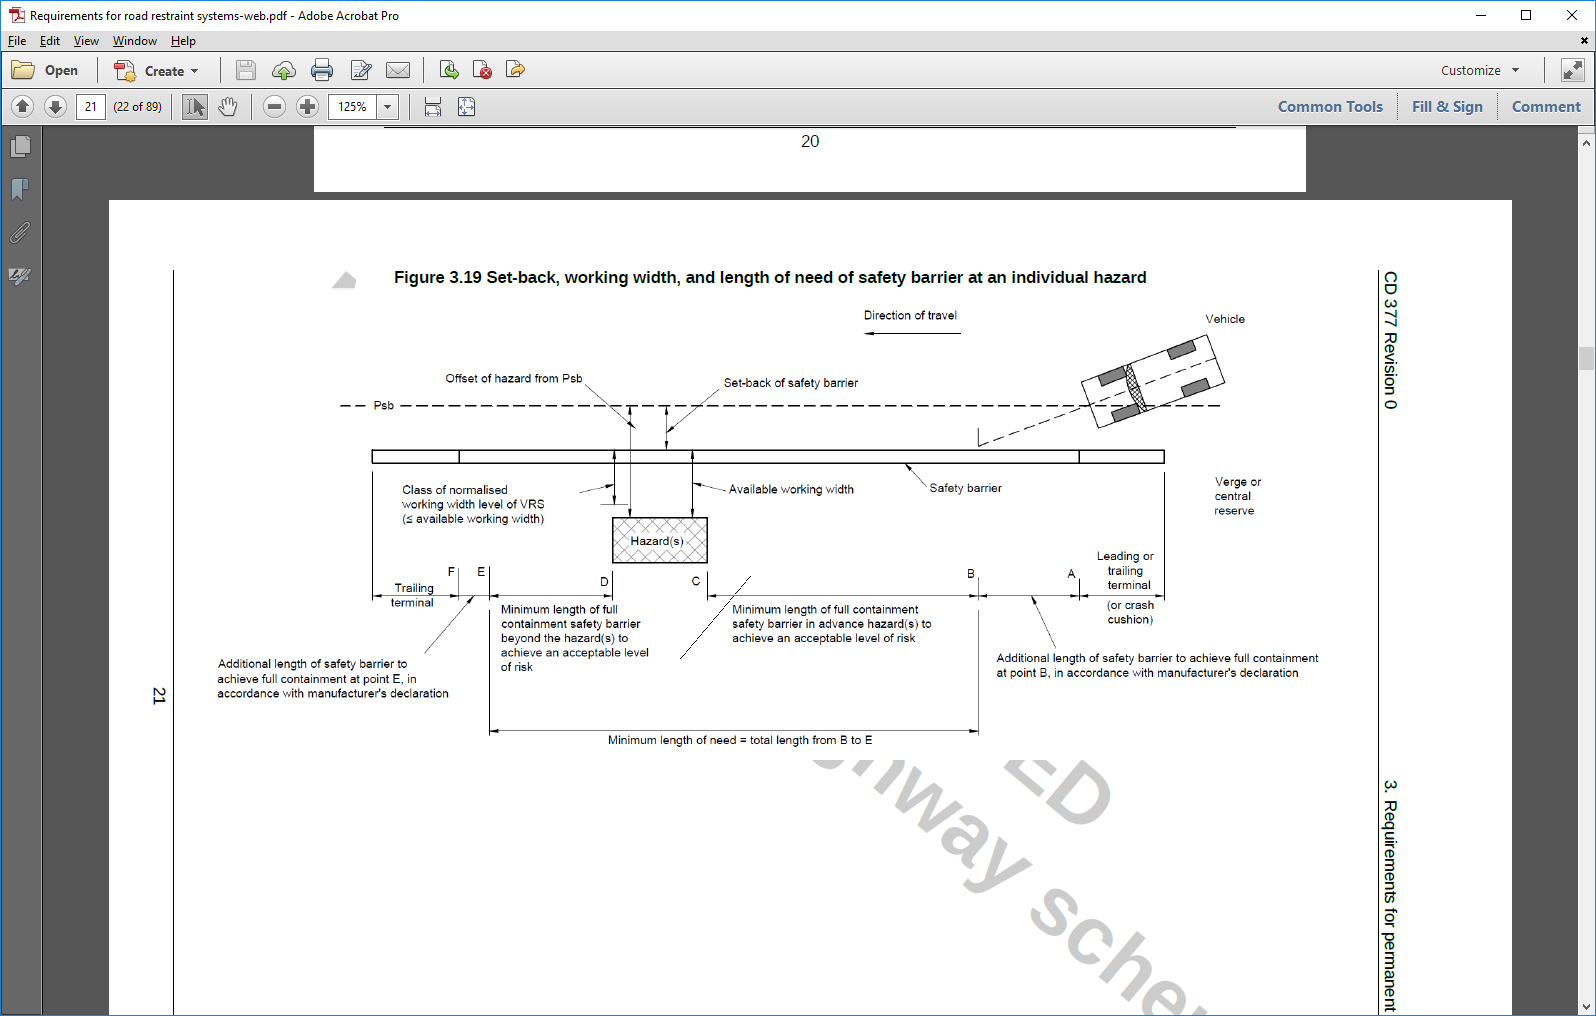 Requirements for road restraint systems-web.pdf - Adobe Acrobat Pro
File Edit View Window Help
Open Create Customize
21 (22 of 89) 125% Common Tools Fill & Sign Comment
20
Figure 3.19 Set-back, working width, and length of need of safety barrier at an individual hazard
Direction of travel
Vehicle
Offset of hazard from Psb
Set-back of safety barrier
Psb
Class of normalised
working width level of VRS
(≤ available working width)
Available working width
Safety barrier
Verge or
central
reserve
Hazard(s)
Leading or
trailing
terminal
(or crash
cushion)
F E D C B A
Trailing
terminal
Minimum length of full
containment safety barrier
beyond the hazard(s) to
achieve an acceptable level
of risk
Minimum length of full containment
safety barrier in advance hazard(s) to
achieve an acceptable level of risk
Additional length of safety barrier to
achieve full containment at point E, in
accordance with manufacturer's declaration
Additional length of safety barrier to achieve full containment
at point B, in accordance with manufacturer's declaration
Minimum length of need = total length from B to E
21
CD 377 Revision 0
3. Requirements for permanent